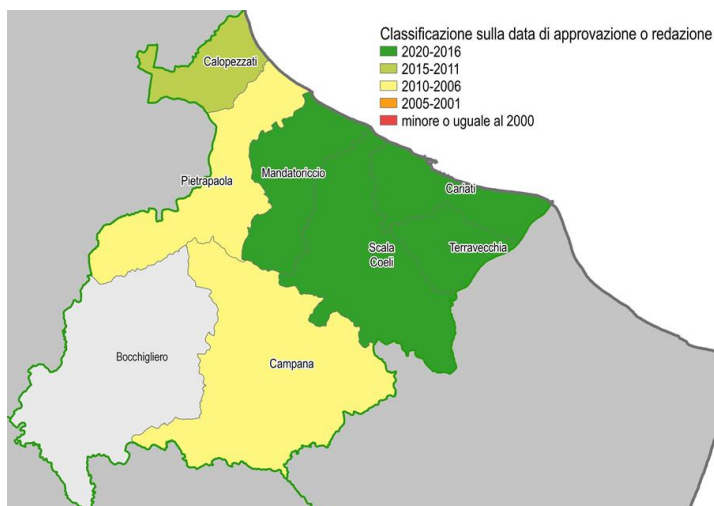 Classificazione sulla data di approvazione o redazione
2020-2016
2015-2011
2010-2006
2005-2001
minore o uguale al 2000
Calopezzati
Mandatoriccio
Pietrapaola
Cariati
Scala
Coeli
Terravecchia
Bocchigliero
Campana